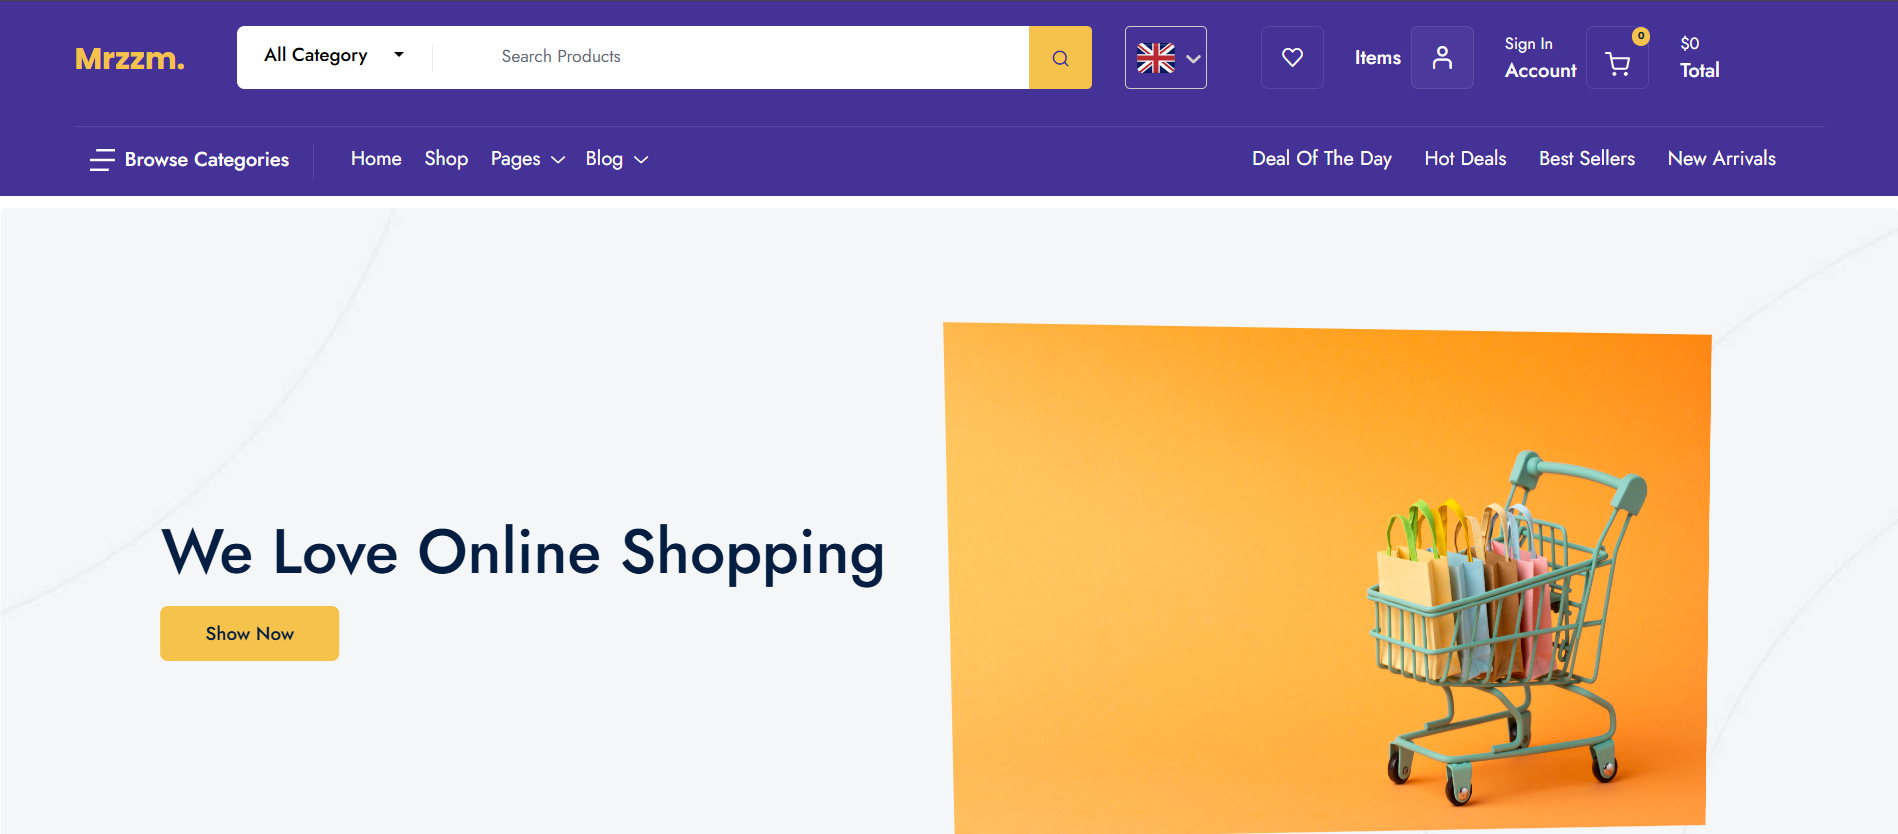 Mrzzm.
All Category
Search Products
Items
Sign In
Account
0
$0
Total
Browse Categories
Home
Shop
Pages
Blog
Deal Of The Day
Hot Deals
Best Sellers
New Arrivals
We Love Online Shopping
Show Now